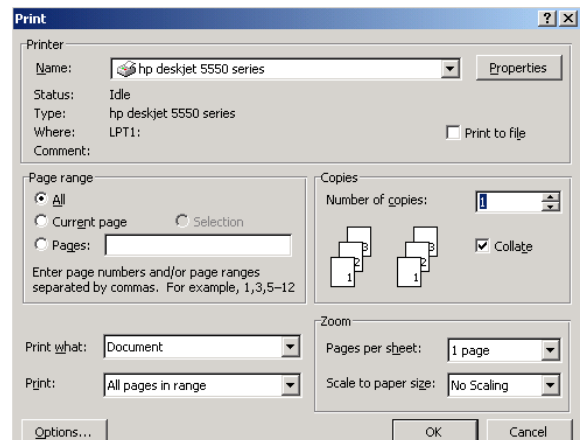 Print
Printer
Name: hp deskjet 5550 series Properties
Status: Idle
Type: hp deskjet 5550 series
Where: LPT1: Print to file
Comment:
Page range
All
Current page Selection
Pages:
Enter page numbers and/or page ranges
separated by commas. For example, 1,3,5–12
Copies
Number of copies: 1
3 3
2 2
1 1
Collate
Print what: Document
Print: All pages in range
Zoom
Pages per sheet: 1 page
Scale to paper size: No Scaling
Options... OK Cancel